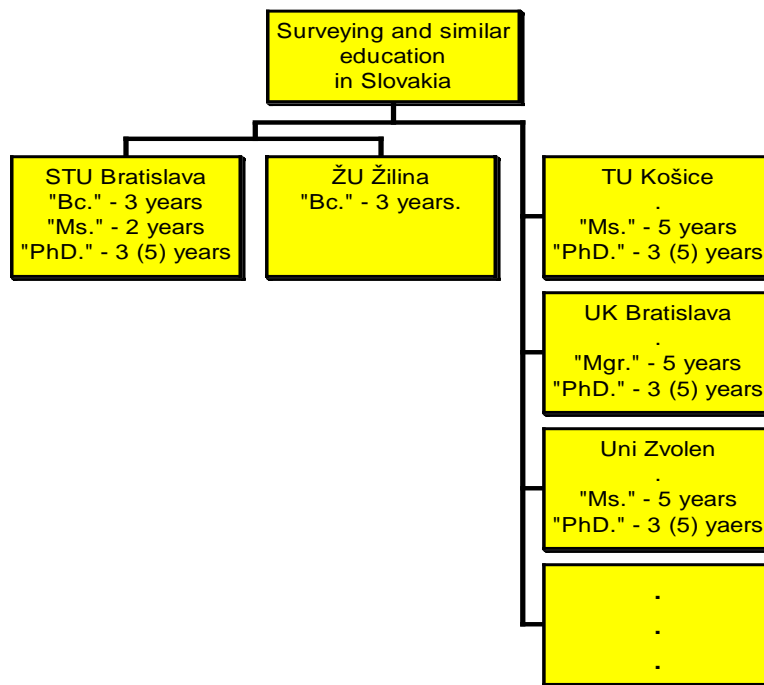 Surveying and similar
education
in Slovakia
STU Bratislava
"Bc." - 3 years
"Ms." - 2 years
"PhD." - 3 (5) years
ŽU Žilina
"Bc." - 3 years.
TU Košice
.
"Ms." - 5 years
"PhD." - 3 (5) years
UK Bratislava
.
"Mgr." - 5 years
"PhD." - 3 (5) years
Uni Zvolen
.
"Ms." - 5 years
"PhD." - 3 (5) yaers
.
.
.